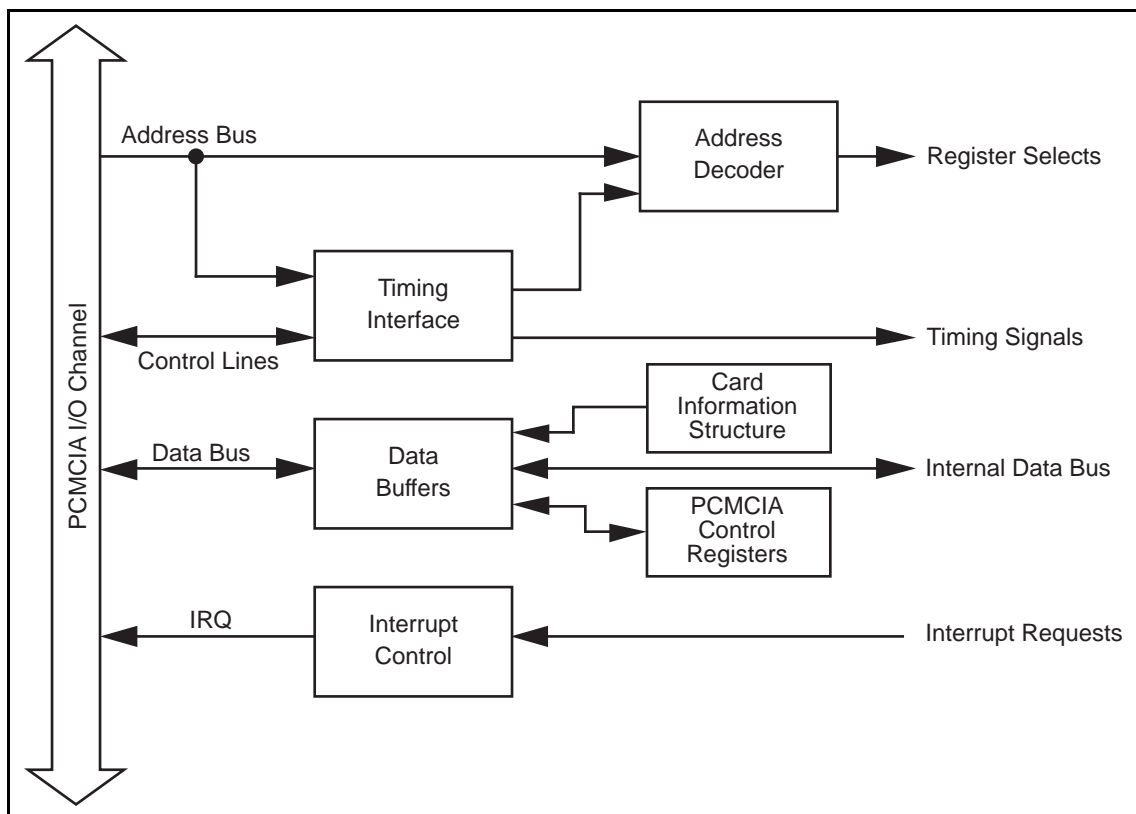 Address Bus
Address
Decoder
Register Selects
Timing
Interface
Control Lines
Timing Signals
PCMCIA I/O Channel
Card
Information
Structure
Data Bus
Data
Buffers
Internal Data Bus
PCMCIA
Control
Registers
IRQ
Interrupt
Control
Interrupt Requests